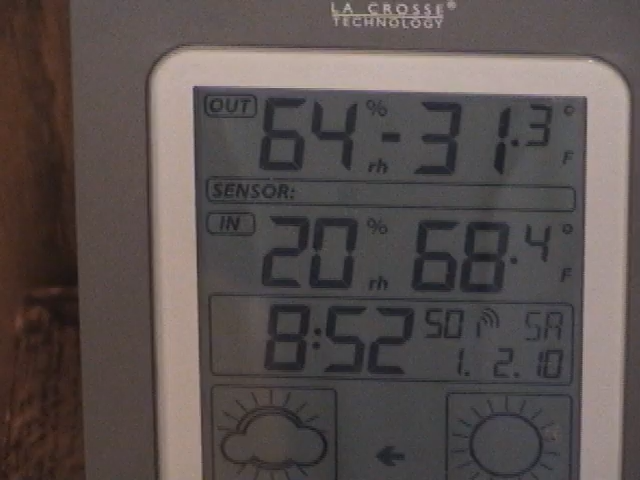 LA CROSSE®
TECHNOLOGY
OUT 64 % rh -31.3 ° F
SENSOR:
IN 20 % rh 68.4 ° F
8:52 50 SA
1. 2.10